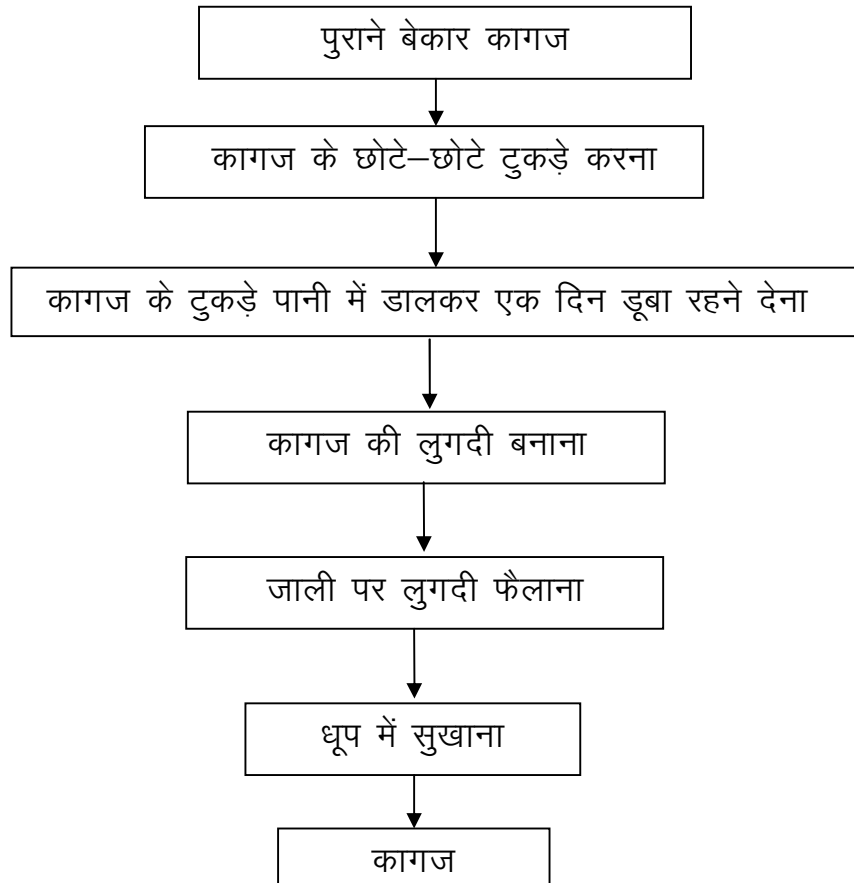 पुराने बेकार कागज
कागज के छोटे–छोटे टुकड़े करना
कागज के टुकड़े पानी में डालकर एक दिन डूबा रहने देना
कागज की लुगदी बनाना
जाली पर लुगदी फैलाना
धूप में सुखाना
कागज